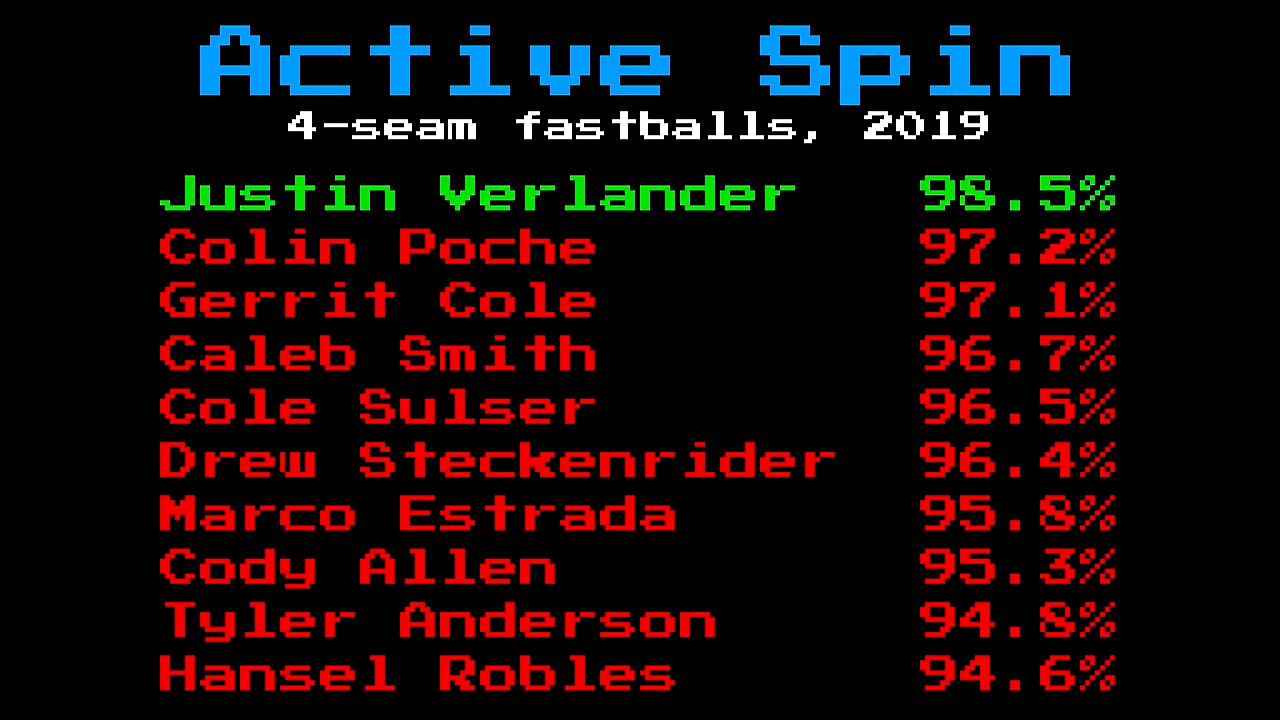 Active Spin
4-seam fastballs, 2019
Justin Verlander 98.5%
Colin Poche 97.2%
Gerrit Cole 97.1%
Caleb Smith 96.7%
Cole Sulser 96.5%
Drew Steckenrider 96.4%
Marco Estrada 95.8%
Cody Allen 95.3%
Tyler Anderson 94.8%
Hansel Robles 94.6%